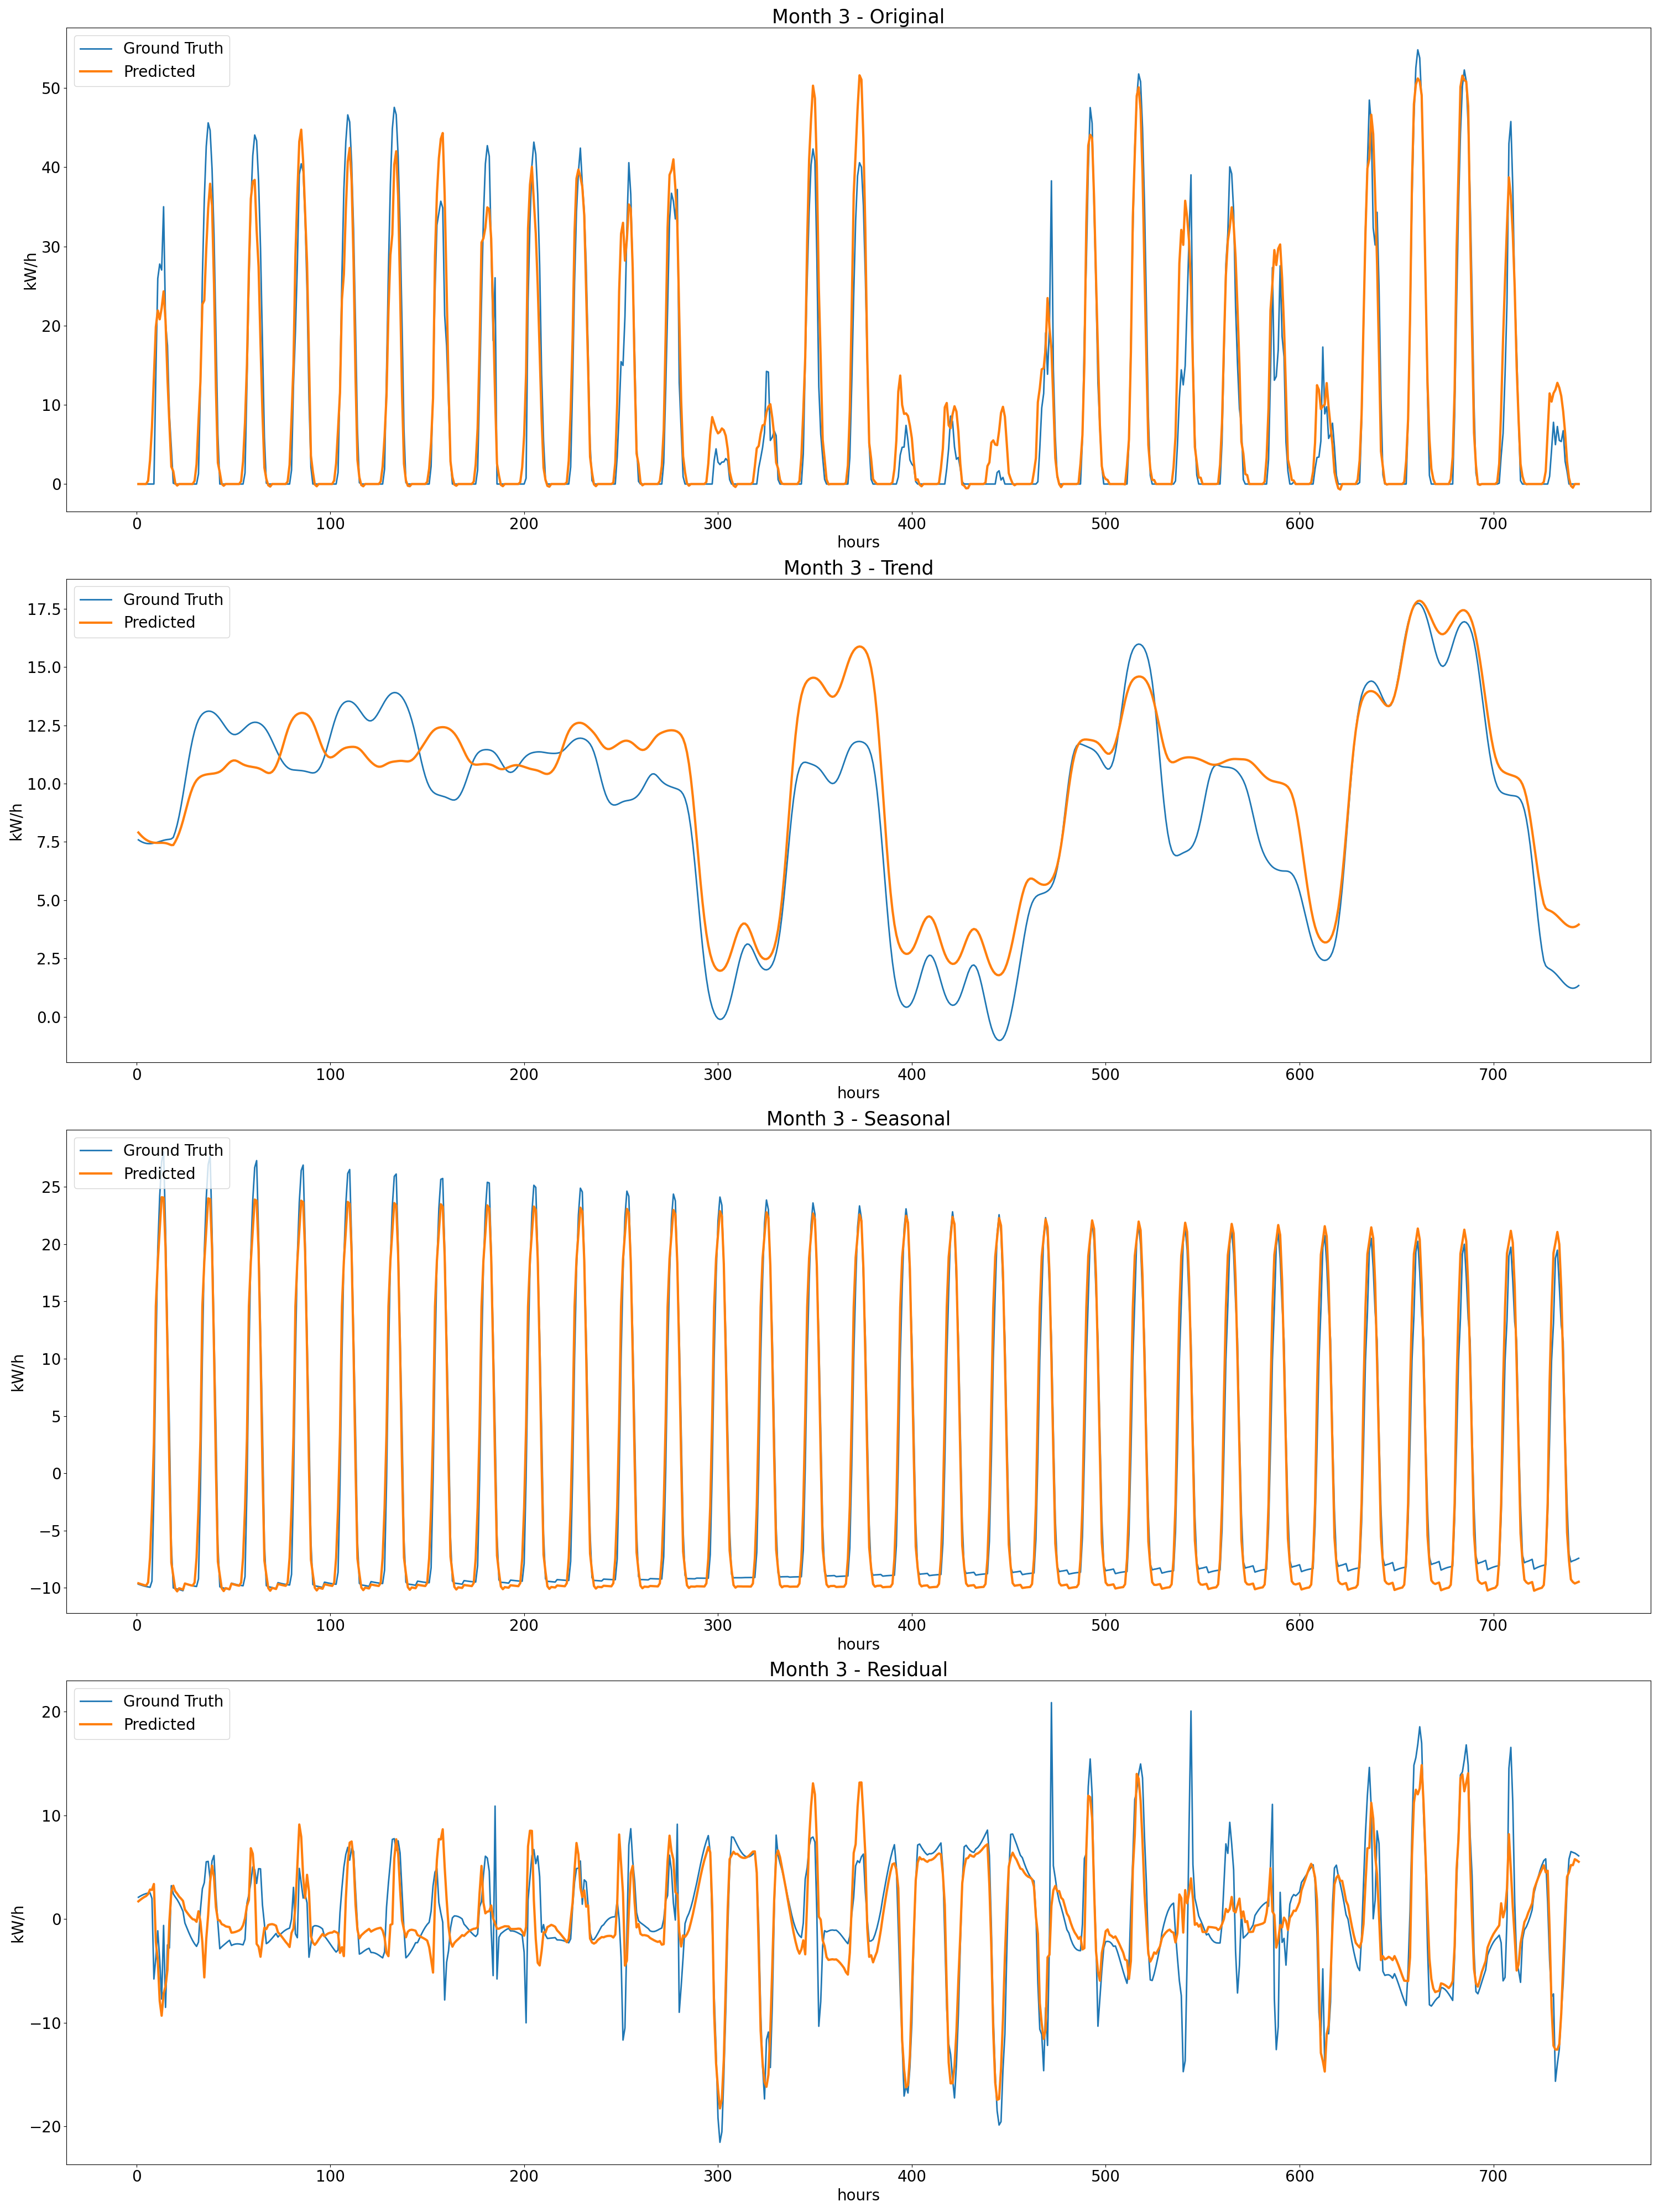 Month 3 - Original
Ground Truth
Predicted
kW/h
50
40
30
20
10
0
0 100 200 300 400 500 600 700
hours
Month 3 - Trend
Ground Truth
Predicted
kW/h
17.5
15.0
12.5
10.0
7.5
5.0
2.5
0.0
0 100 200 300 400 500 600 700
hours
Month 3 - Seasonal
Ground Truth
Predicted
kW/h
25
20
15
10
5
0
−5
−10
0 100 200 300 400 500 600 700
hours
Month 3 - Residual
Ground Truth
Predicted
kW/h
20
10
0
−10
−20
0 100 200 300 400 500 600 700
hours